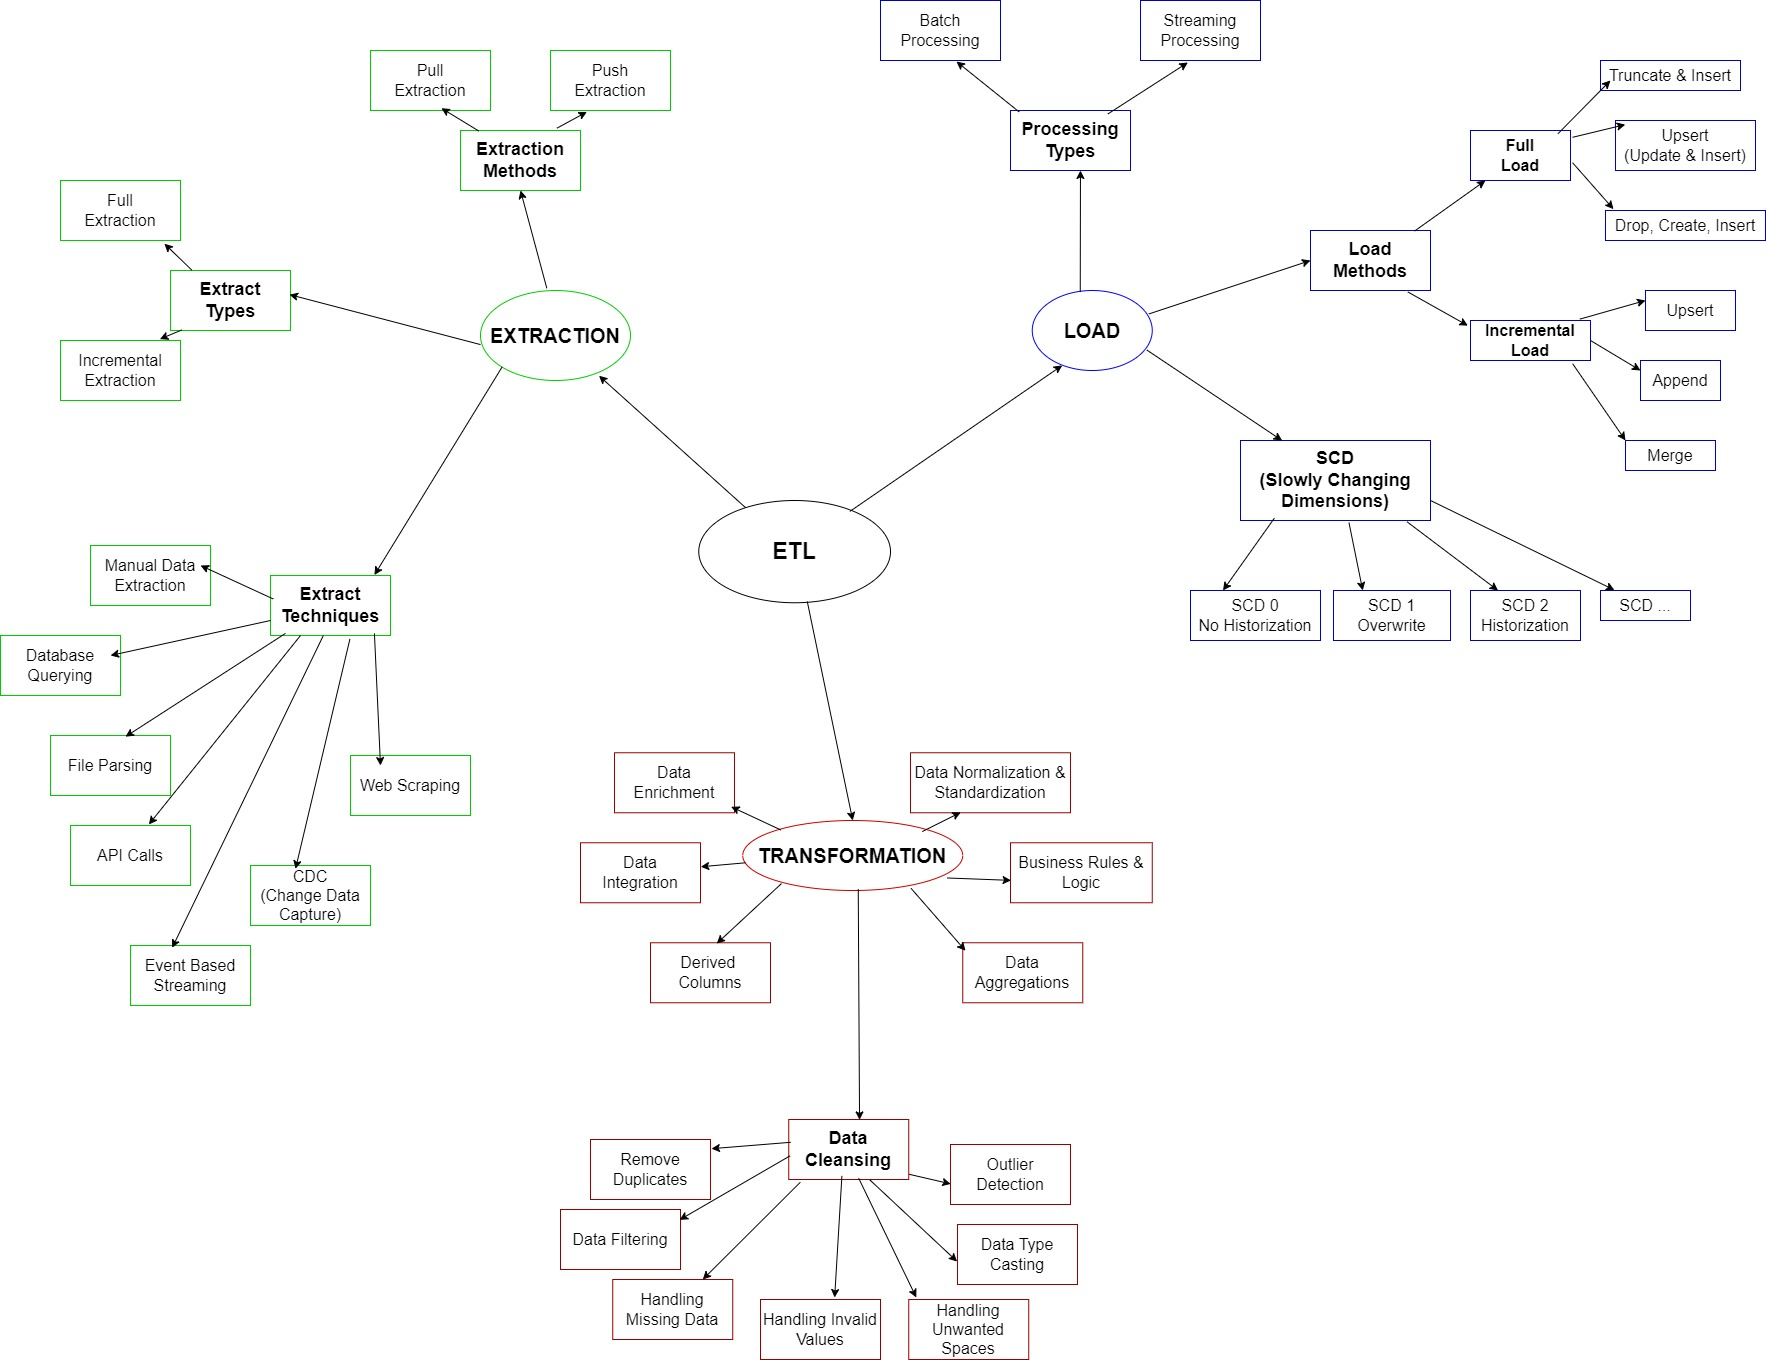 Batch
Processing
Streaming
Processing
Pull
Extraction
Push
Extraction
Truncate & Insert
Processing
Types
Extraction
Methods
Full
Load
Upsert
(Update & Insert)
Full
Extraction
Drop, Create, Insert
Load
Methods
Extract
Types
EXTRACTION
LOAD
Upsert
Incremental
Load
Incremental
Extraction
Append
Merge
SCD
(Slowly Changing
Dimensions)
ETL
Manual Data
Extraction
Extract
Techniques
SCD 0
No Historization
SCD 1
Overwrite
SCD 2
Historization
SCD ...
Database
Querying
File Parsing
Web Scraping
Data
Enrichment
Data Normalization &
Standardization
API Calls
TRANSFORMATION
Data
Integration
Business Rules &
Logic
CDC
(Change Data
Capture)
Event Based
Streaming
Derived
Columns
Data
Aggregations
Data
Cleansing
Remove
Duplicates
Outlier
Detection
Data Filtering
Data Type
Casting
Handling
Missing Data
Handling Invalid
Values
Handling
Unwanted
Spaces